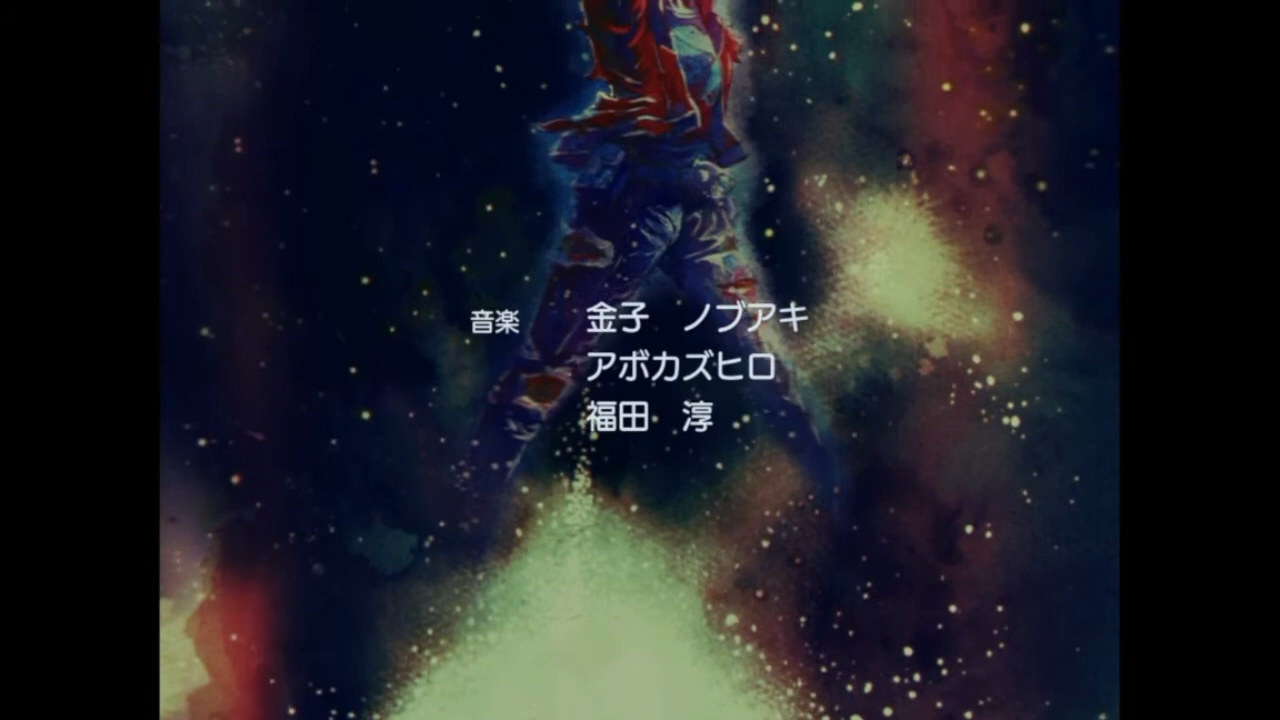 音楽　金子　ノブアキ
アボカズヒロ
福田　淳